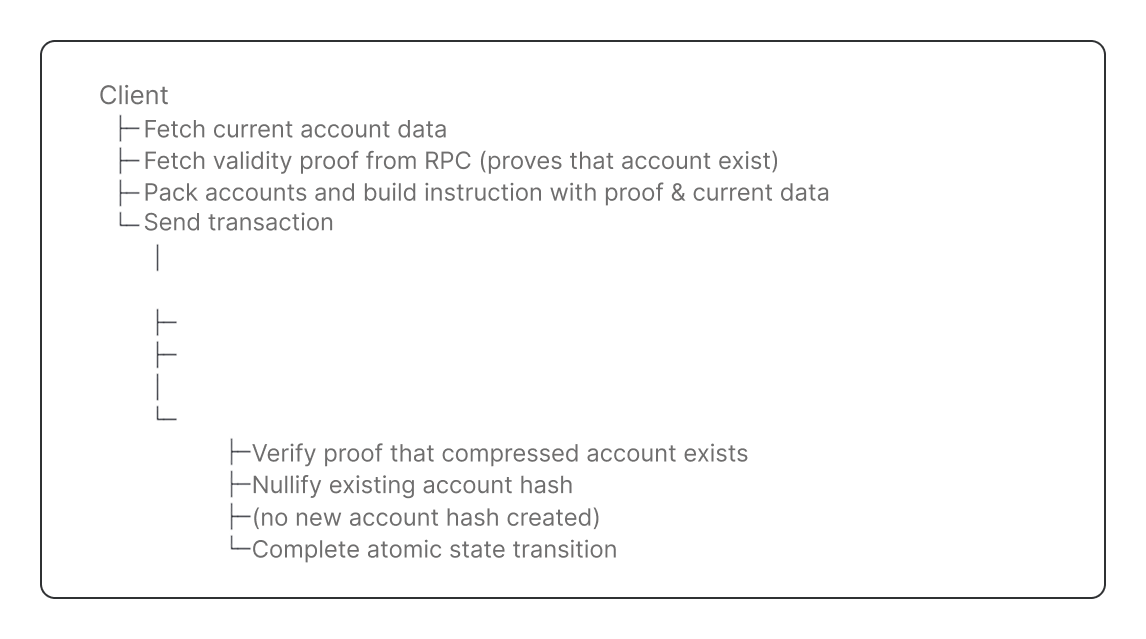 Client
├─ Fetch current account data
├─ Fetch validity proof from RPC (proves that account exist)
├─ Pack accounts and build instruction with proof & current data
└─ Send transaction
│
├─
├─
│
└─
├─Verify proof that compressed account exists
├─Nullify existing account hash
├─(no new account hash created)
└─Complete atomic state transition